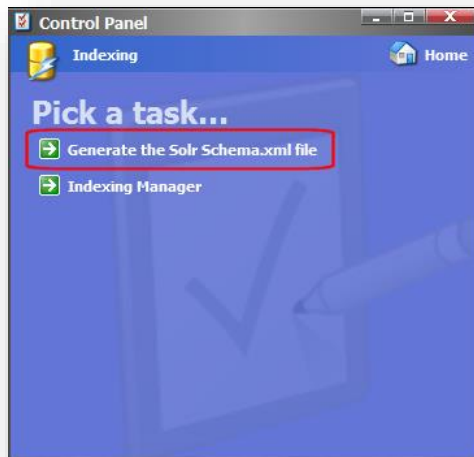 Control Panel
Indexing
Home
Pick a task...
Generate the Solr Schema.xml file
Indexing Manager